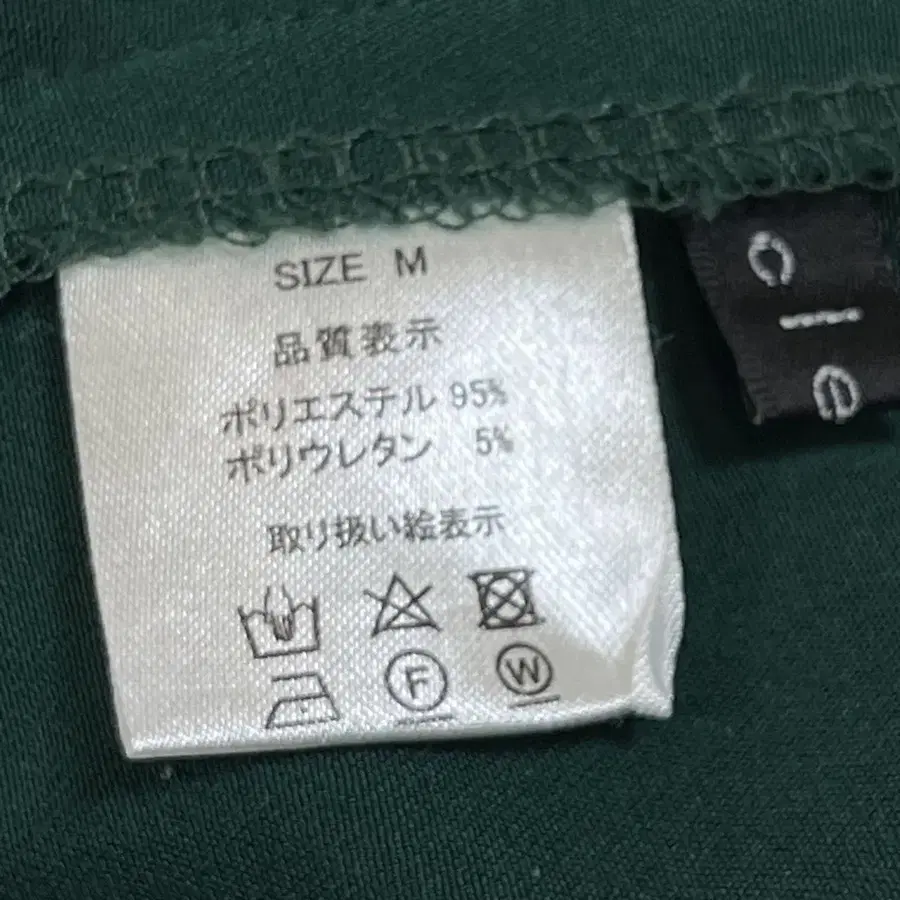 SIZE M
品質表示
ポリエステル 95%
ポリウレタン 5%
取り扱い絵表示
F
W